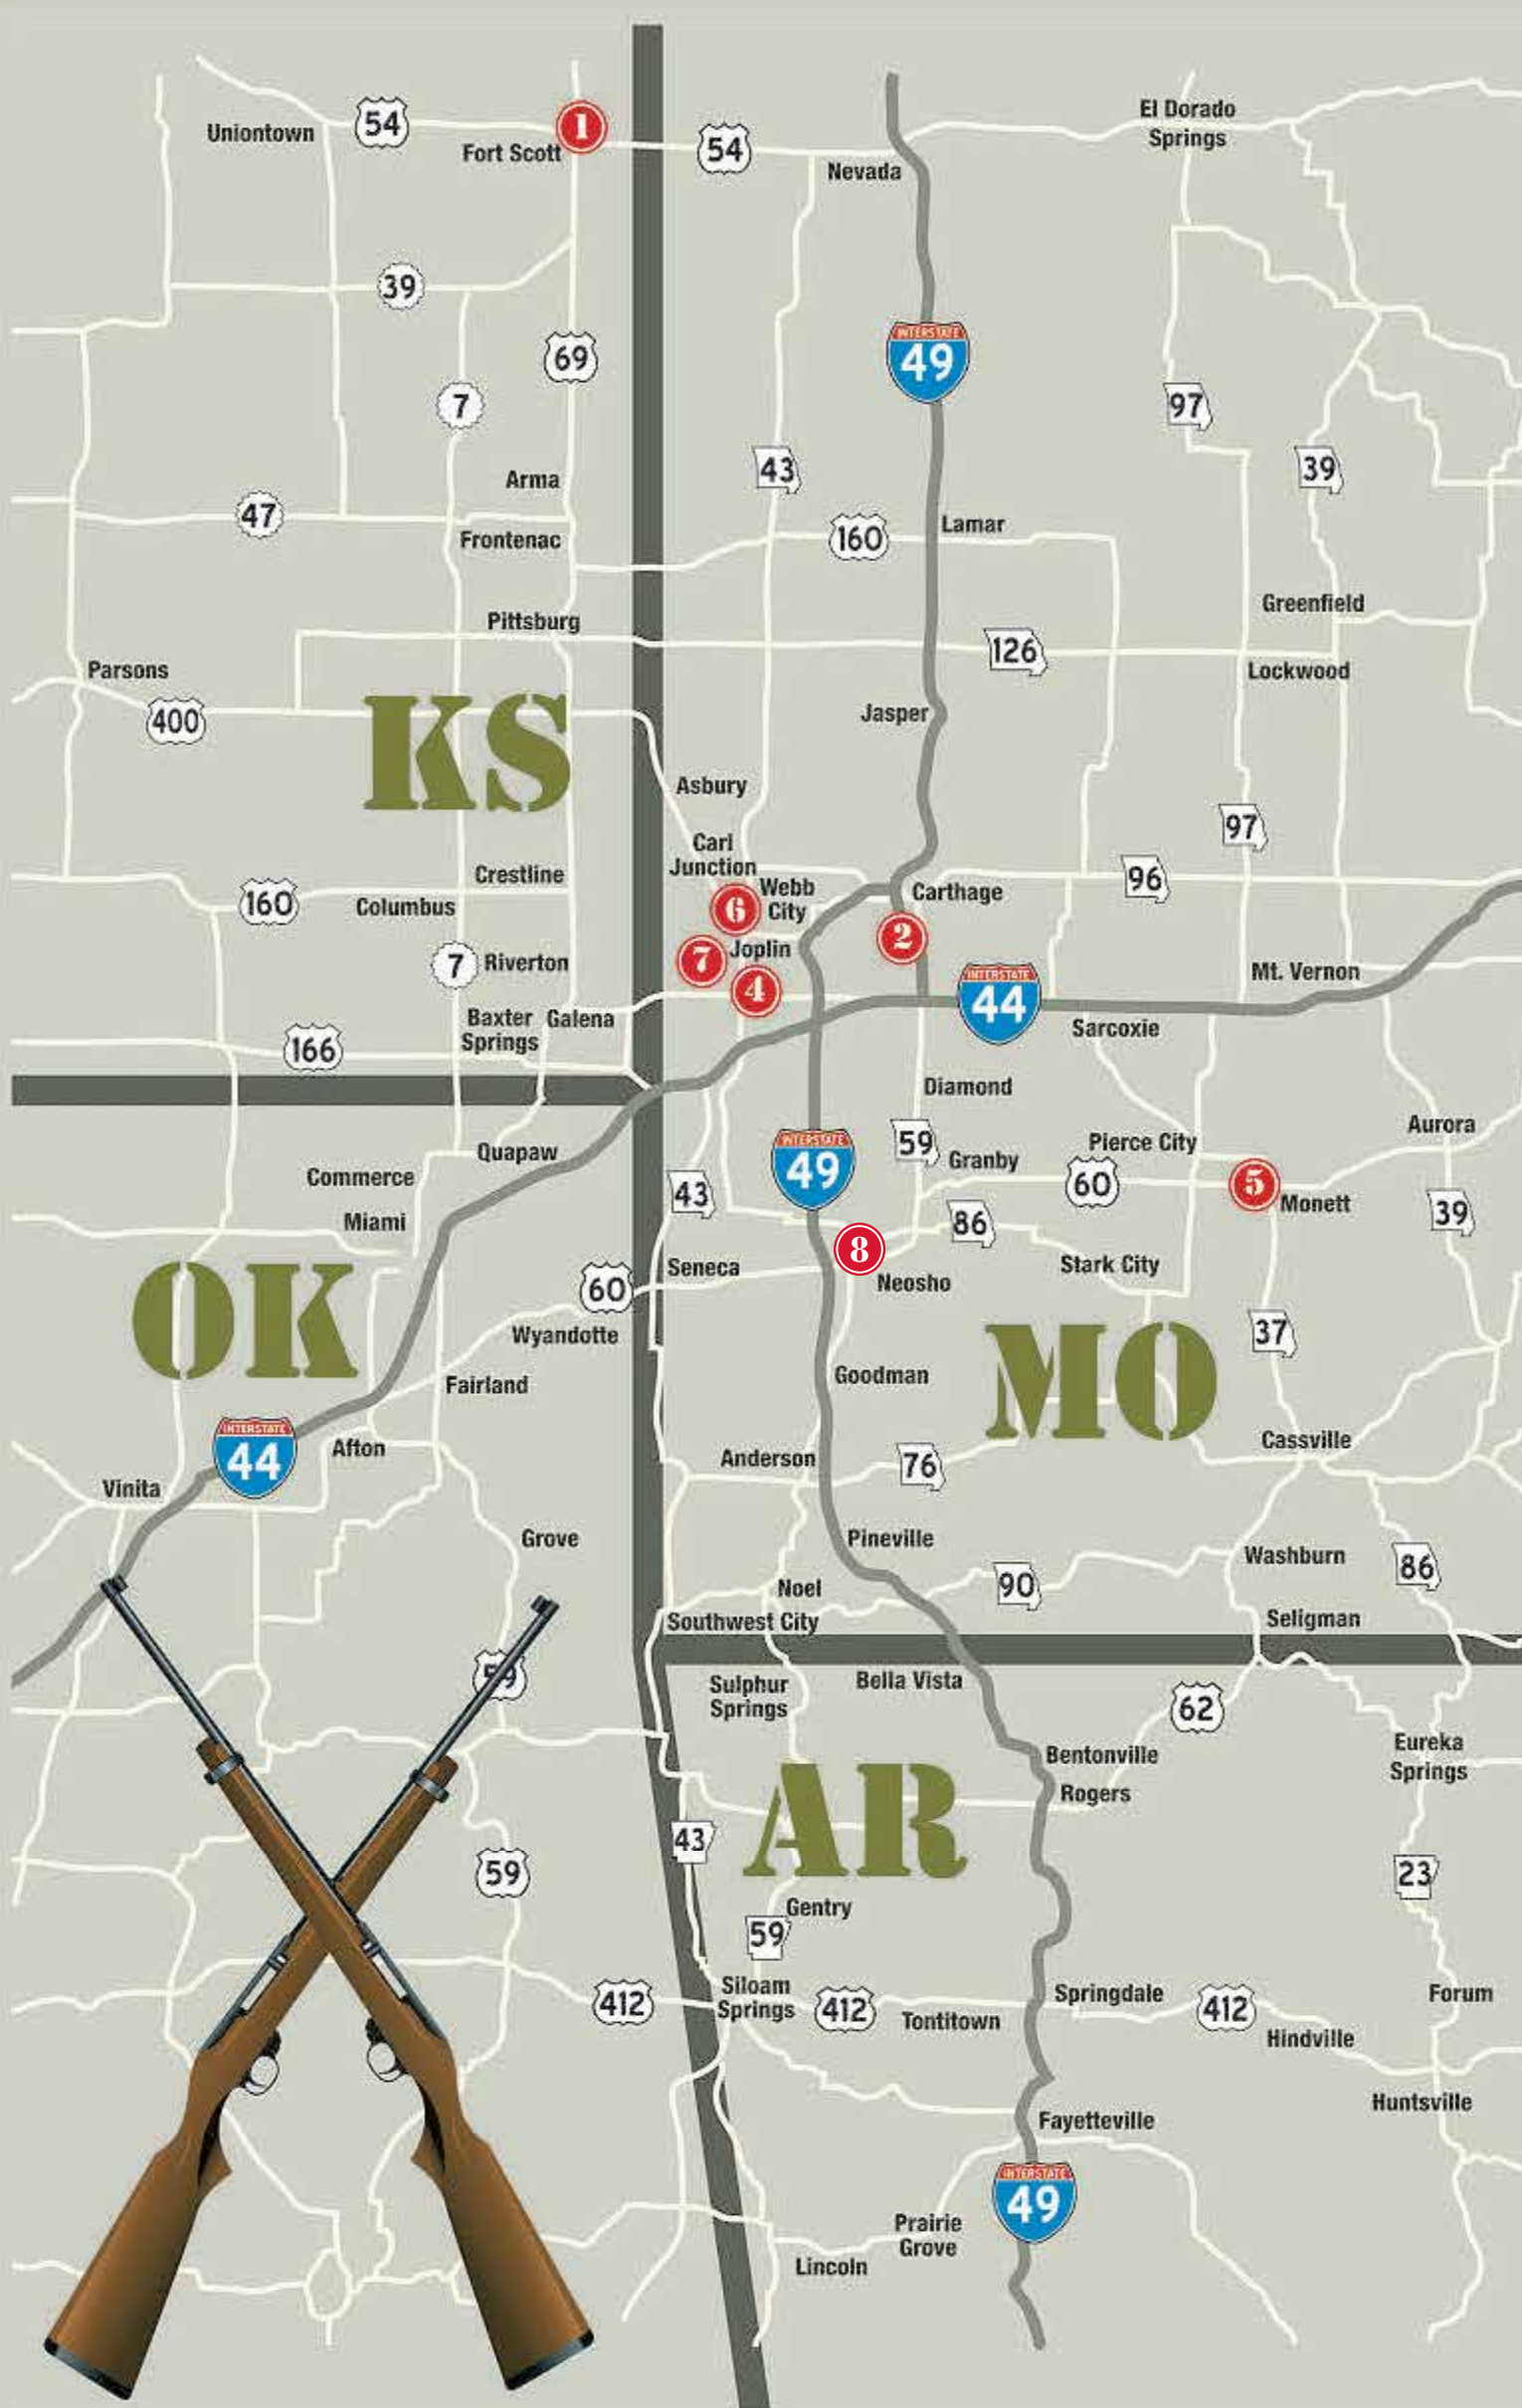 El Dorado
Springs
Uniontown
54
1
Fort Scott
54
Nevada
39
69
INTERSTATE
49
7
97
Arma
43
39
47
Frontenac
160
Lamar
Greenfield
Pittsburg
126
Parsons
Lockwood
400
KS
Jasper
Asbury
97
Carl
Junction
Crestline
96
160
Columbus
6
Webb
City
Carthage
2
7
Riverton
7
Joplin
4
Mt. Vernon
INTERSTATE
44
Baxter
Springs
Galena
Sarcoxie
166
Diamond
Aurora
Quapaw
INTERSTATE
49
59
Granby
Pierce City
Commerce
43
60
5
Monett
39
Miami
86
8
OK
60
Seneca
Neosho
Stark City
Wyandotte
MO
37
Fairland
Goodman
INTERSTATE
44
Afton
Anderson
76
Cassville
Vinita
Grove
Pineville
Washburn
86
Noel
90
Southwest City
Seligman
59
Sulphur
Springs
Bella Vista
62
Bentonville
Rogers
Eureka
Springs
AR
43
59
23
Gentry
59
Siloam
Springs
412
412
Tontitown
Springdale
412
Forum
Hindville
Huntsville
Fayetteville
INTERSTATE
49
Prairie
Grove
Lincoln